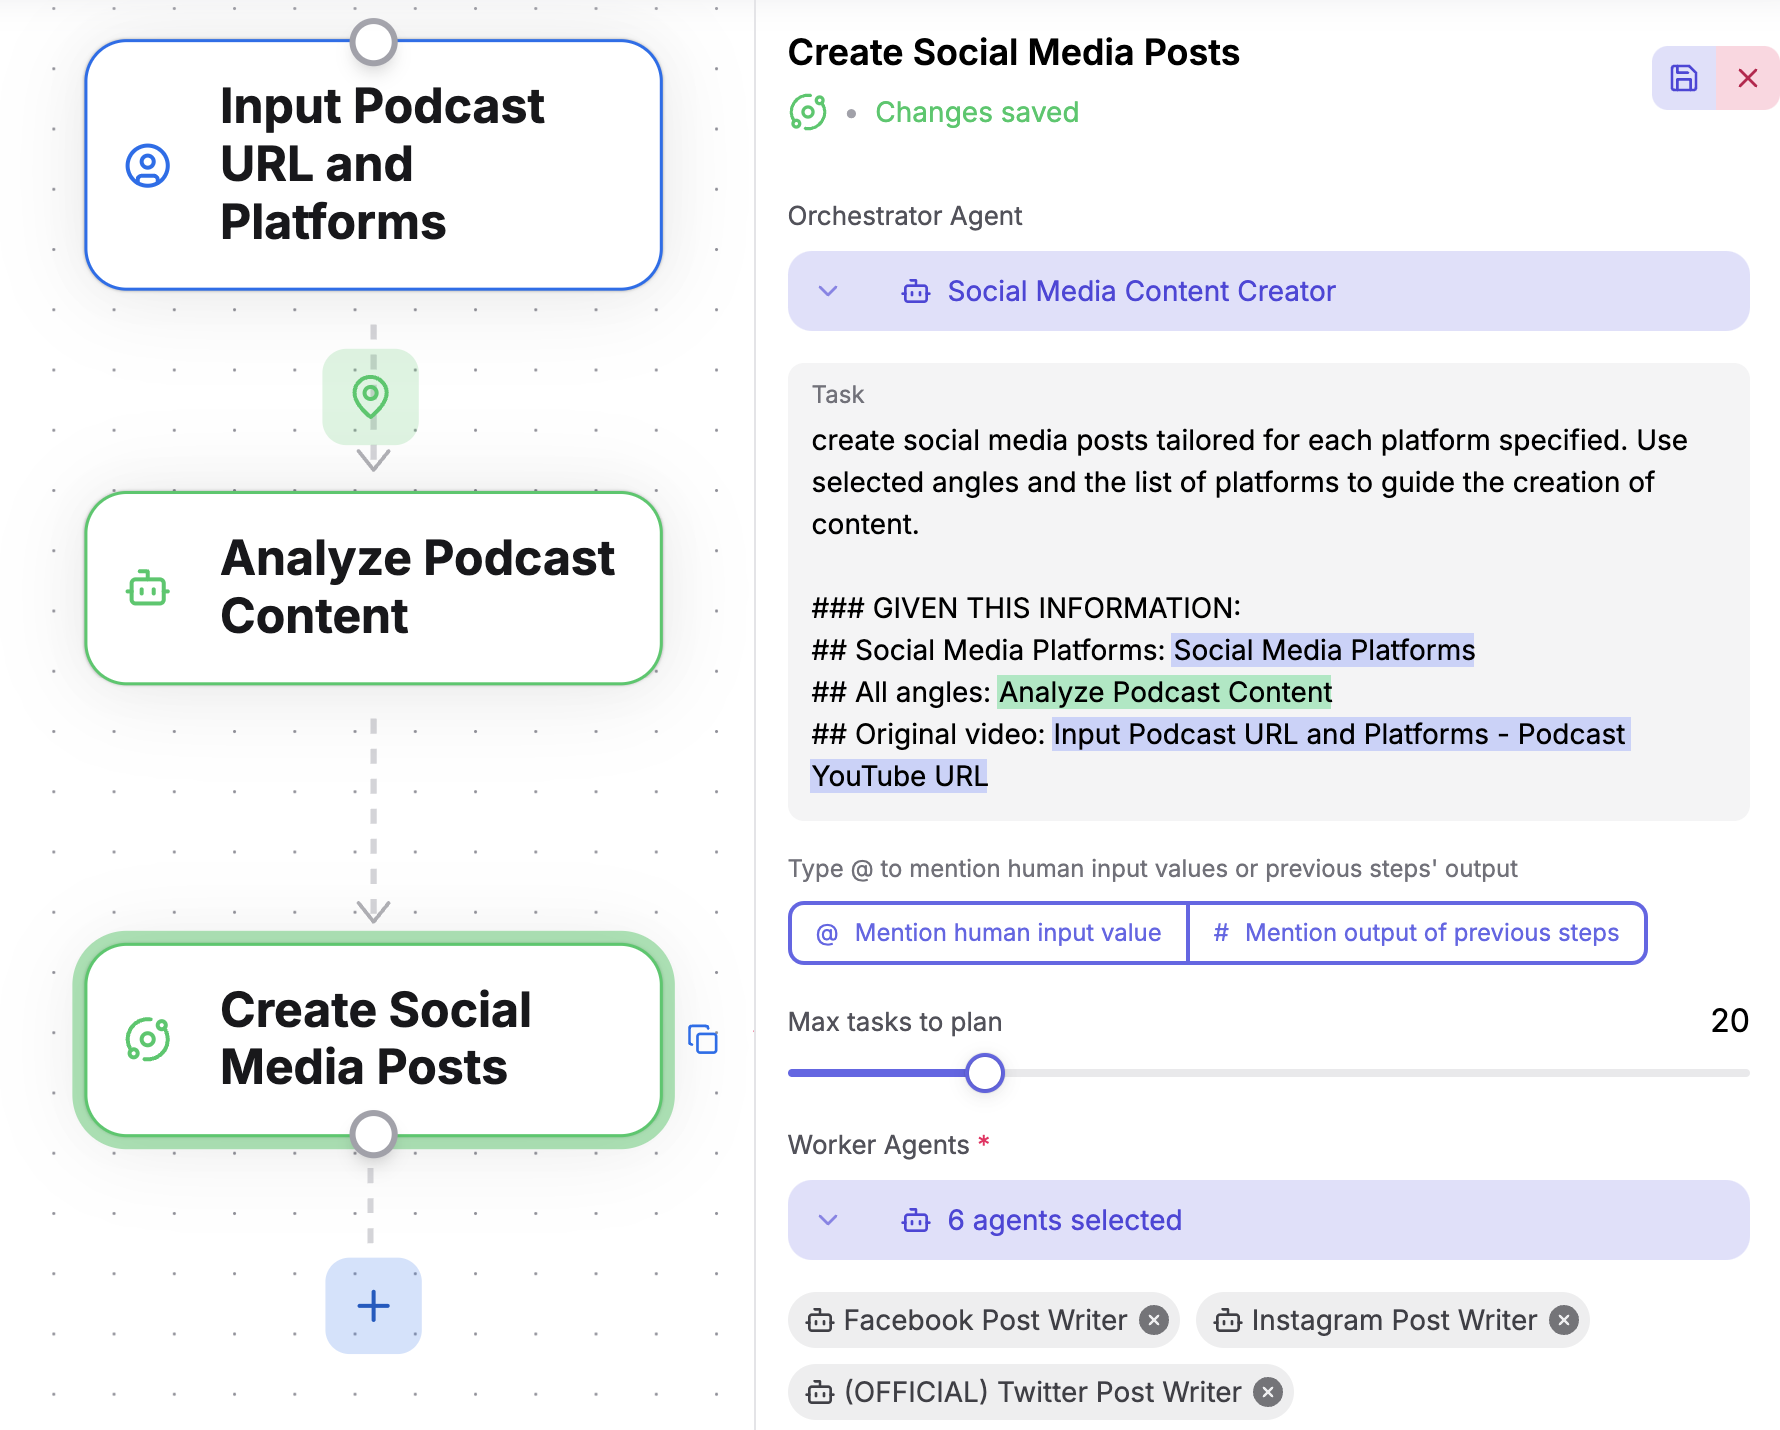 Input Podcast
URL and
Platforms
Analyze Podcast
Content
Create Social
Media Posts
Create Social Media Posts
• Changes saved
Orchestrator Agent
Social Media Content Creator
Task
create social media posts tailored for each platform specified. Use
selected angles and the list of platforms to guide the creation of
content.
### GIVEN THIS INFORMATION:
## Social Media Platforms: Social Media Platforms
## All angles: Analyze Podcast Content
## Original video: Input Podcast URL and Platforms - Podcast
YouTube URL
Type @ to mention human input values or previous steps' output
@ Mention human input value
# Mention output of previous steps
Max tasks to plan 20
Worker Agents *
6 agents selected
Facebook Post Writer
Instagram Post Writer
(OFFICIAL) Twitter Post Writer